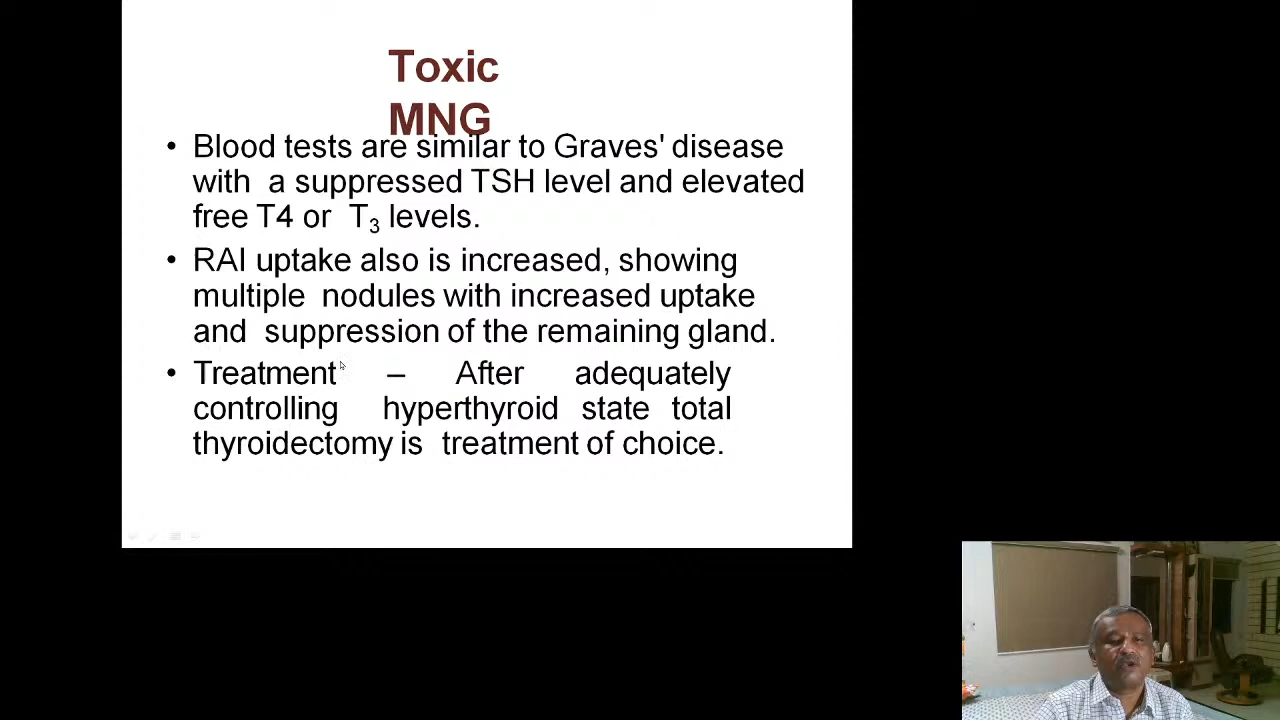 Toxic
MNG
• Blood tests are similar to Graves' disease
with a suppressed TSH level and elevated
free T4 or T₃ levels.
• RAI uptake also is increased, showing
multiple nodules with increased uptake
and suppression of the remaining gland.
• Treatment – After adequately
controlling hyperthyroid state total
thyroidectomy is treatment of choice.